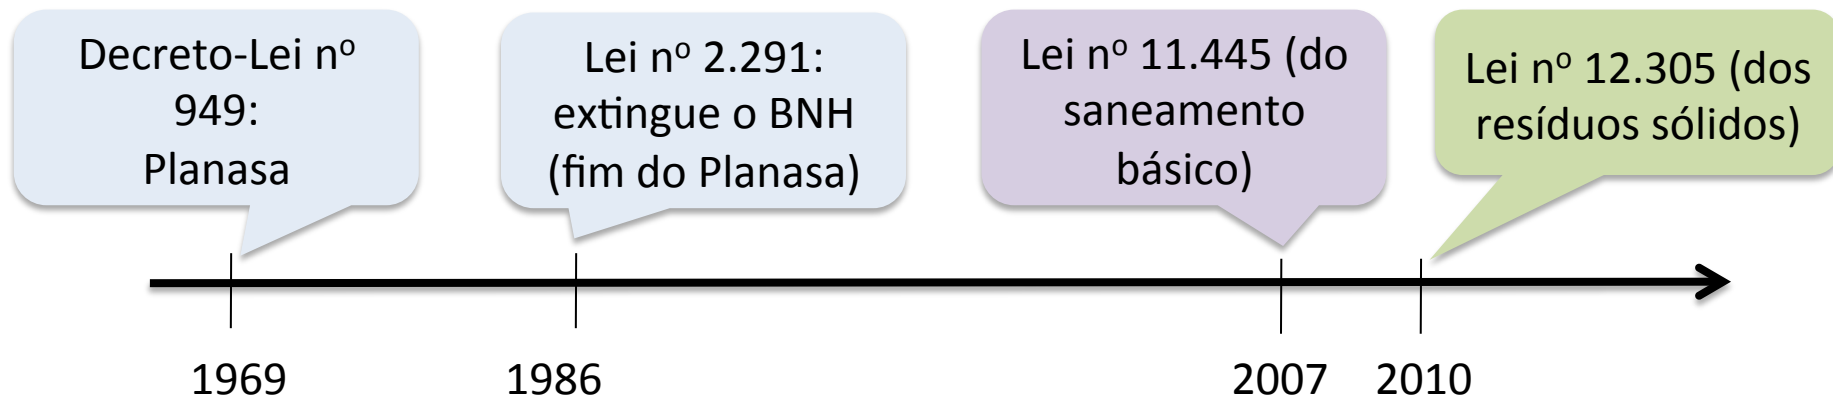 Decreto-Lei nº
949:
Planasa
Lei nº 2.291:
extingue o BNH
(fim do Planasa)
Lei nº 11.445 (do
saneamento
básico)
Lei nº 12.305 (dos
resíduos sólidos)
1969
1986
2007
2010